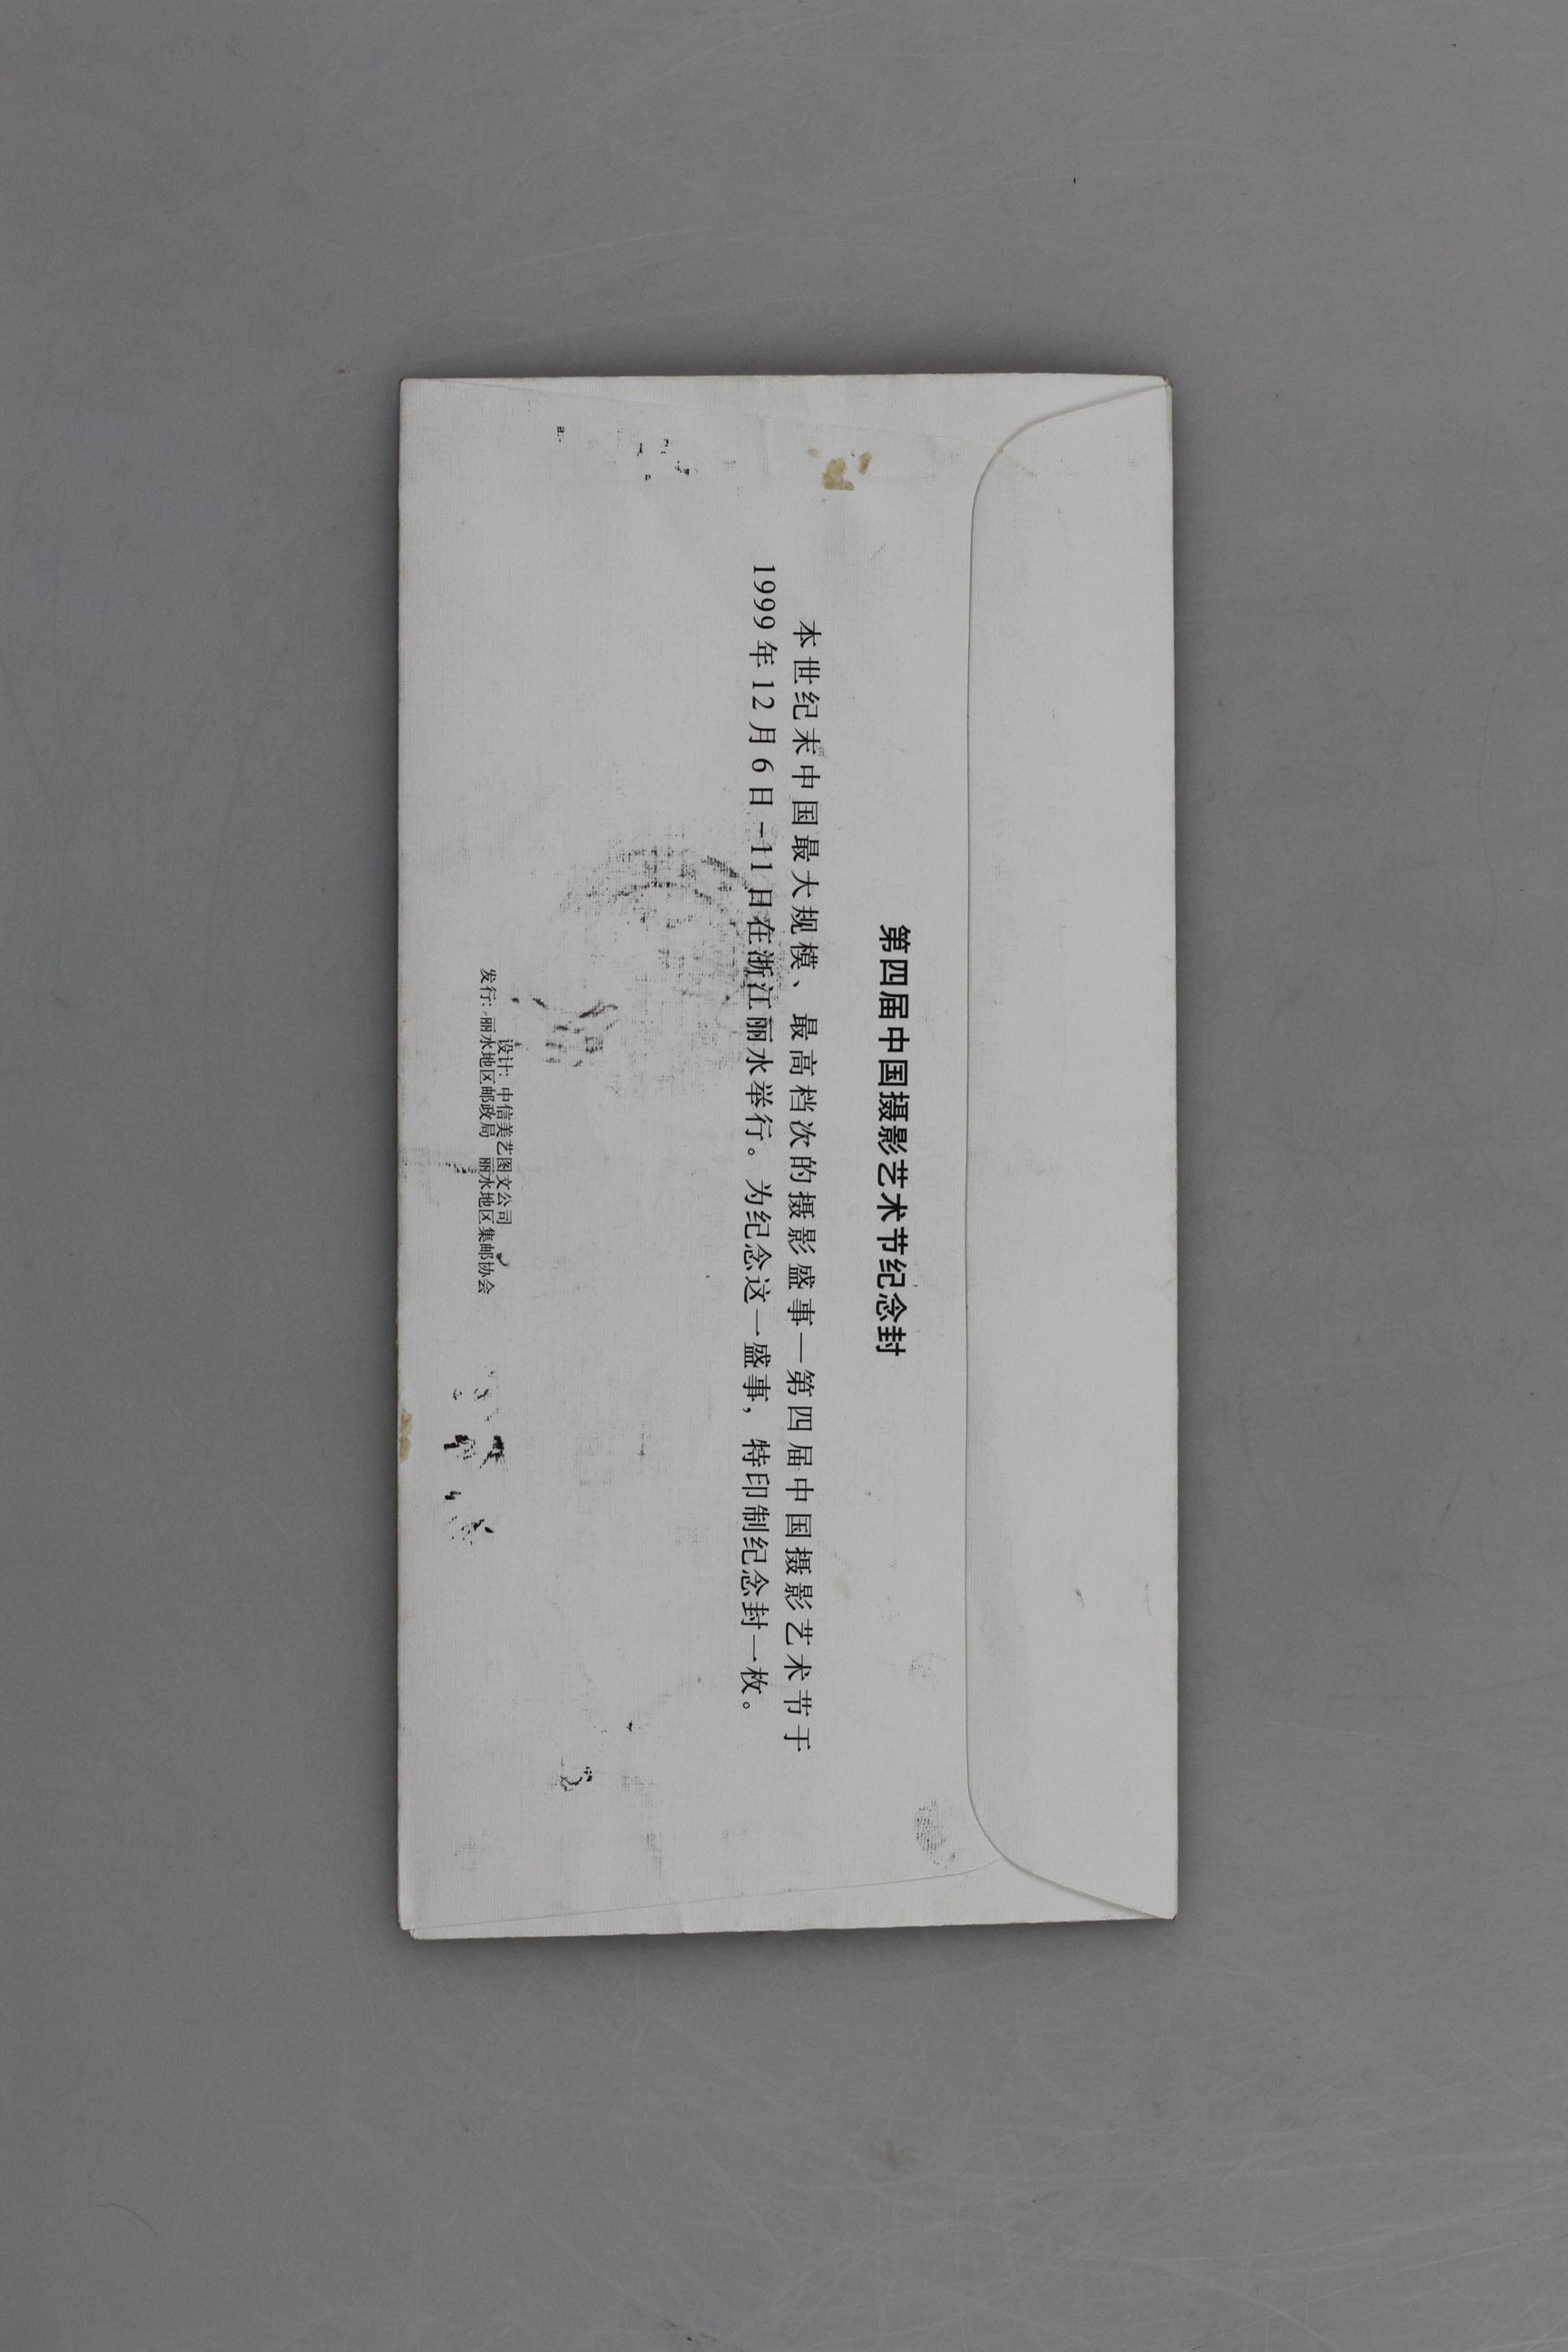 第四届中国摄影艺术节纪念封
本世纪末中国最大规模、最高档次的摄影盛事—第四届中国摄影艺术节于
1999年12月6日—11日在浙江丽水举行。为纪念这一盛事，特印制纪念封一枚。
设计：中信美艺图文公司
发行：丽水地区邮政局 丽水地区集邮协会